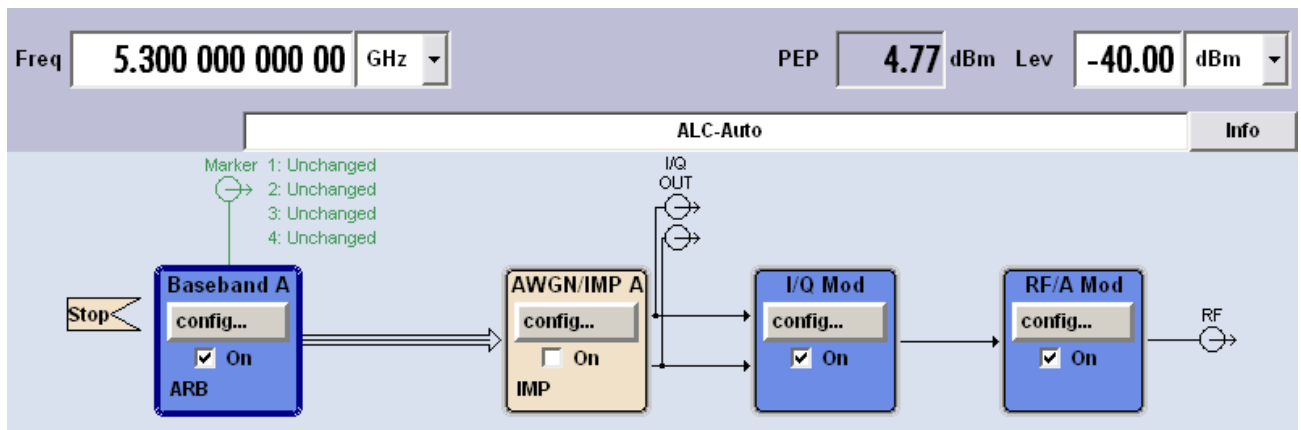 Freq 5.300 000 000 00 GHz PEP 4.77 dBm Lev -40.00 dBm
ALC-Auto Info
Marker 1: Unchanged
2: Unchanged
3: Unchanged
4: Unchanged
I/Q
OUT
Baseband A AWGN/IMP A I/Q Mod RF/A Mod
Stop config... config... config... config... RF
On On On On
ARB IMP